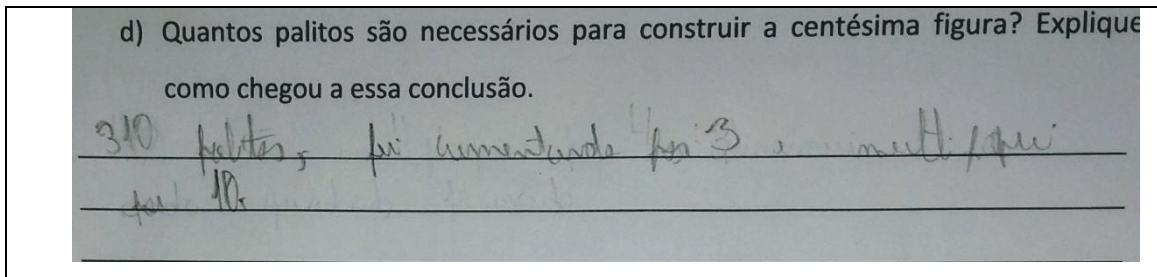 d) Quantos palitos são necessários para construir a centésima figura? Explique
como chegou a essa conclusão.
310 palitos, fui aumentando por 3 e multipiqui
por 10.